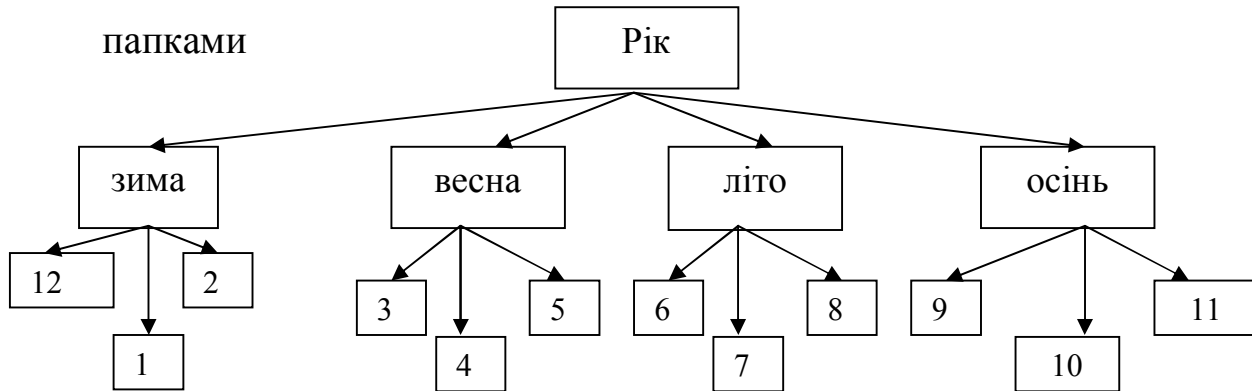 папками
Рік
зима весна літо осінь
12 2 3 5 6 8 9 11
1 4 7 10